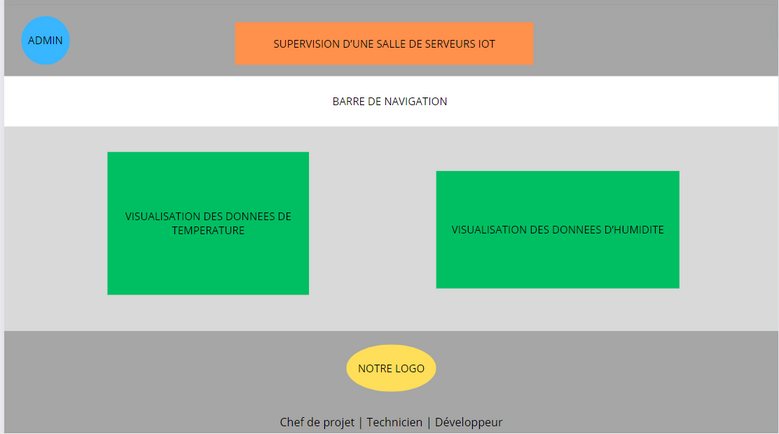 ADMIN
SUPERVISION D'UNE SALLE DE SERVEURS IOT
BARRE DE NAVIGATION
VISUALISATION DES DONNEES DE
TEMPERATURE
VISUALISATION DES DONNEES D'HUMIDITE
NOTRE LOGO
Chef de projet | Technicien | Développeur